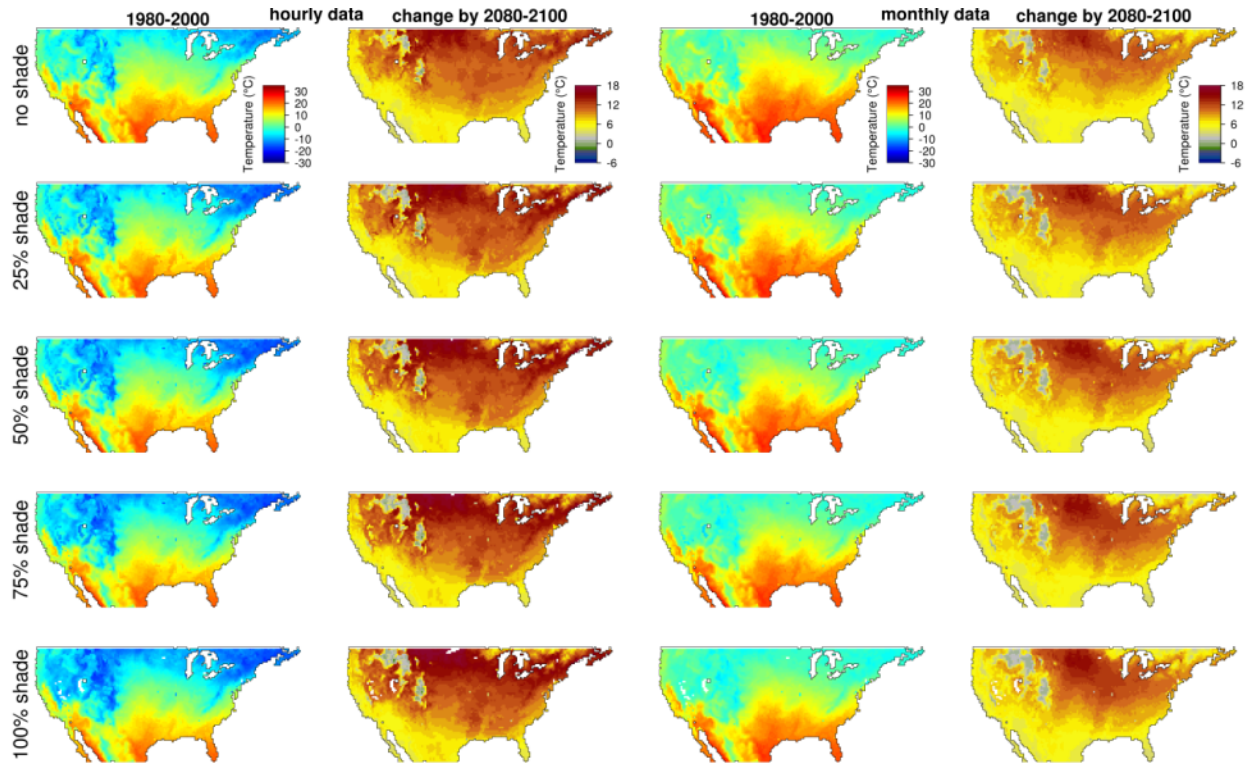 1980-2000 hourly data change by 2080-2100 1980-2000 monthly data change by 2080-2100
no shade
Temperature (°C)
30
20
10
0
-10
-20
-30
Temperature (°C)
18
12
6
0
-6
Temperature (°C)
30
20
10
0
-10
-20
-30
Temperature (°C)
18
12
6
0
-6
25% shade
50% shade
75% shade
100% shade